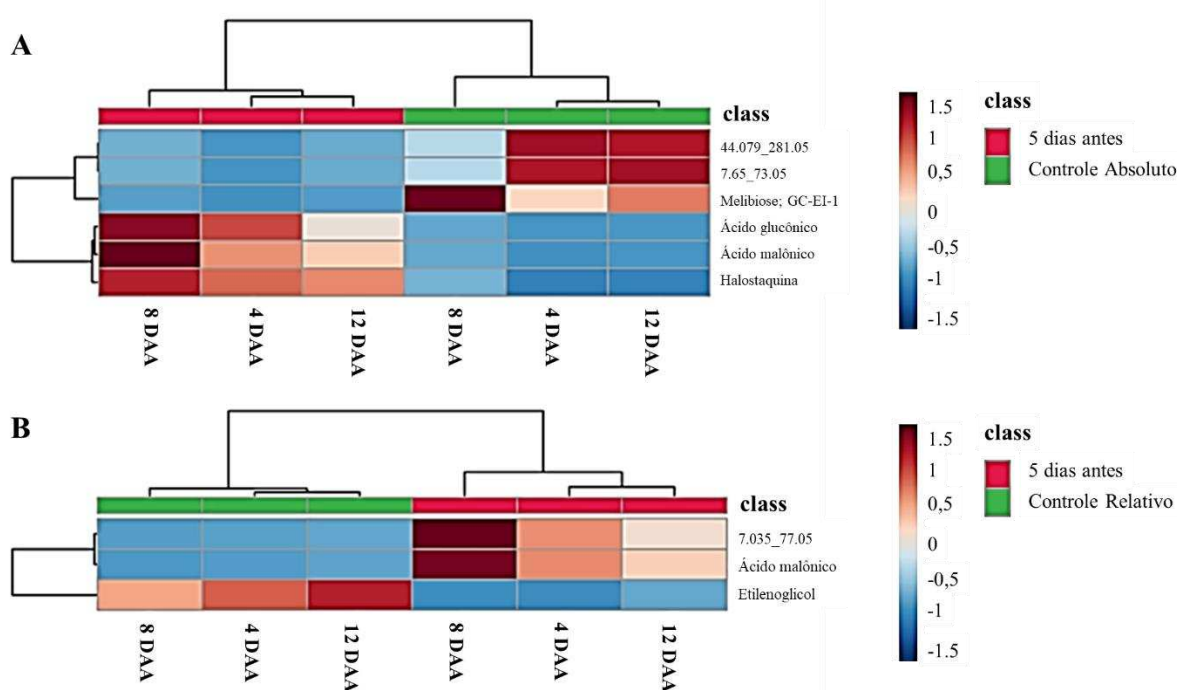 A
class
44.079_281.05
7.65_73.05
Melibiose; GC-EI-1
Ácido glucônico
Ácido malônico
Halostaquina
8 DAA
4 DAA
12 DAA
8 DAA
4 DAA
12 DAA
1.5
1
0,5
0
-0,5
-1
-1.5
class
5 dias antes
Controle Absoluto
B
class
7.035_77.05
Ácido malônico
Etilenoglicol
8 DAA
4 DAA
12 DAA
8 DAA
4 DAA
12 DAA
1.5
1
0,5
0
-0,5
-1
-1.5
class
5 dias antes
Controle Relativo